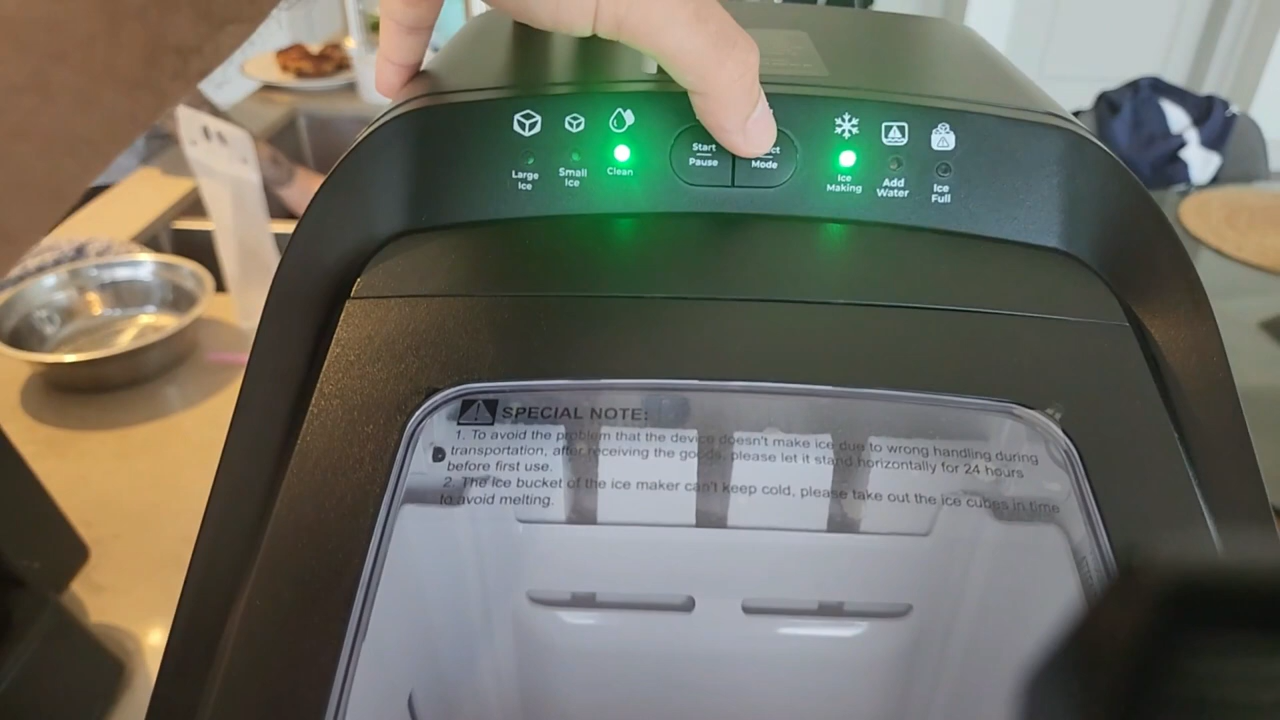 Large
Ice
Small
Ice
Clean
Start
Pause
Mode
Ice
Making
Add
Water
Ice
Full
SPECIAL NOTE:
1. To avoid the problem that the device doesn't make ice due to wrong handling during
transportation, after receiving the goods, please let it stand horizontally for 24 hours
before first use.
2. The ice bucket of the ice maker can't keep cold, please take out the ice cubes in time
to avoid melting.